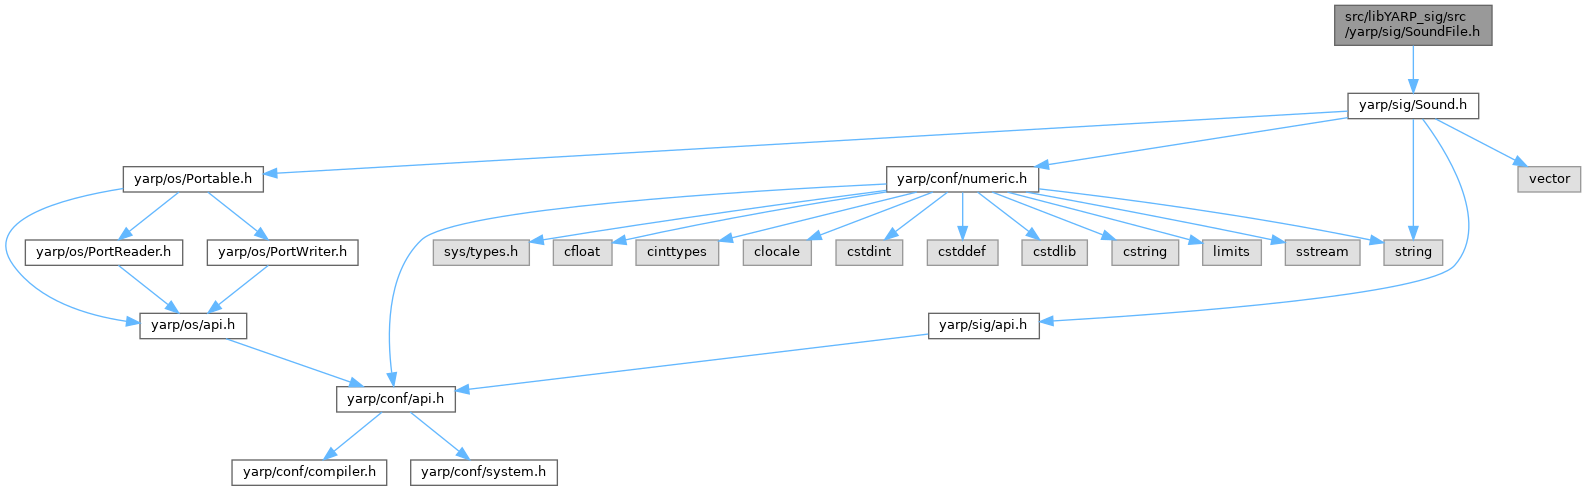 src/libYARP_sig/src
/yarp/sig/SoundFile.h
yarp/sig/Sound.h
yarp/os/Portable.h
yarp/conf/numeric.h
vector
yarp/os/PortReader.h
yarp/os/PortWriter.h
sys/types.h
cfloat
cinttypes
clocale
cstdint
cstddef
cstdlib
cstring
limits
sstream
string
yarp/os/api.h
yarp/sig/api.h
yarp/conf/api.h
yarp/conf/compiler.h
yarp/conf/system.h